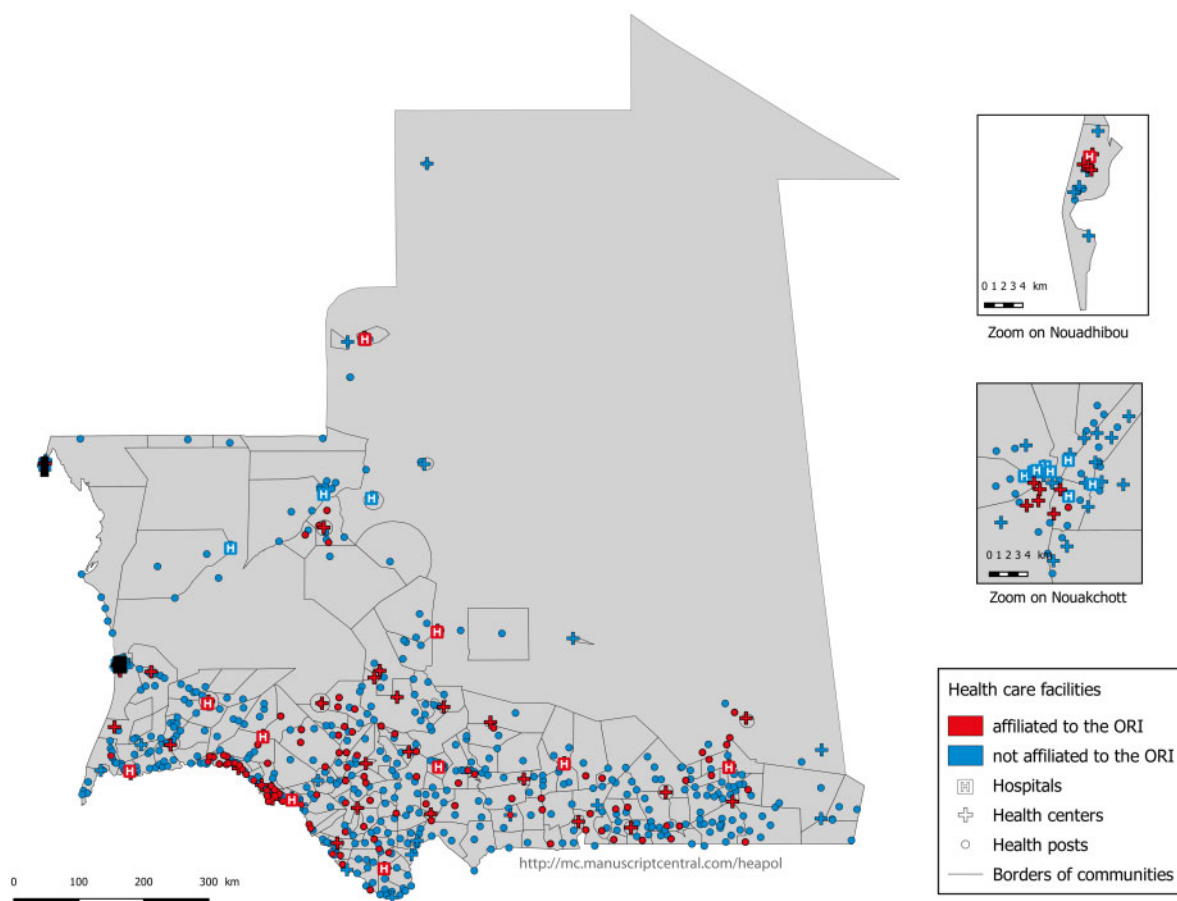 0 1 2 3 4 km
Zoom on Nouadhibou
0 1 2 3 4 km
Zoom on Nouakchott
Health care facilities
affiliated to the ORI
not affiliated to the ORI
H Hospitals
Health centers
Health posts
Borders of communities
http://mc.manuscriptcentral.com/heapol
0 100 200 300 km